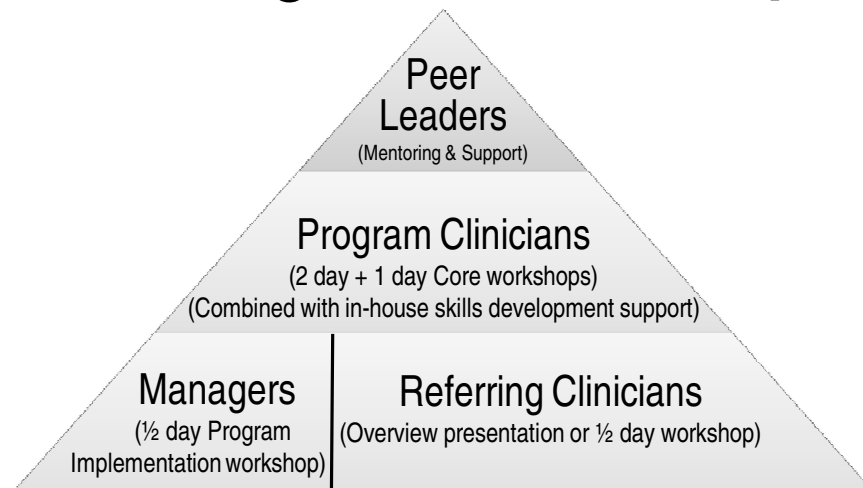 Peer
Leaders
(Mentoring & Support)
Program Clinicians
(2 day + 1 day Core workshops)
(Combined with in-house skills development support)
Managers
(½ day Program
Implementation workshop)
Referring Clinicians
(Overview presentation or ½ day workshop)